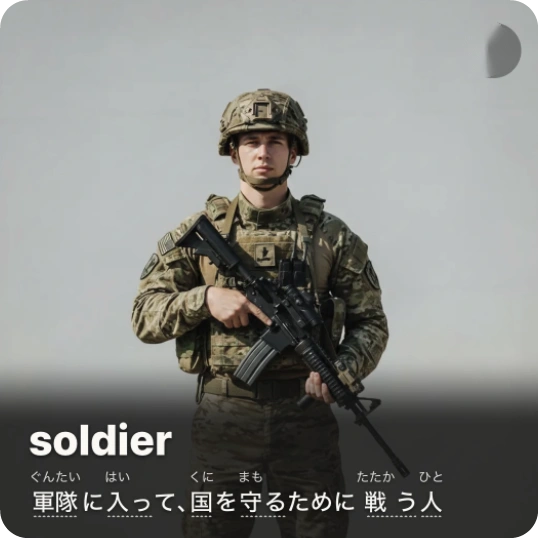 soldier
ぐんたい はい くに まも たたか ひと
軍隊に入って、国を守るために戦う人